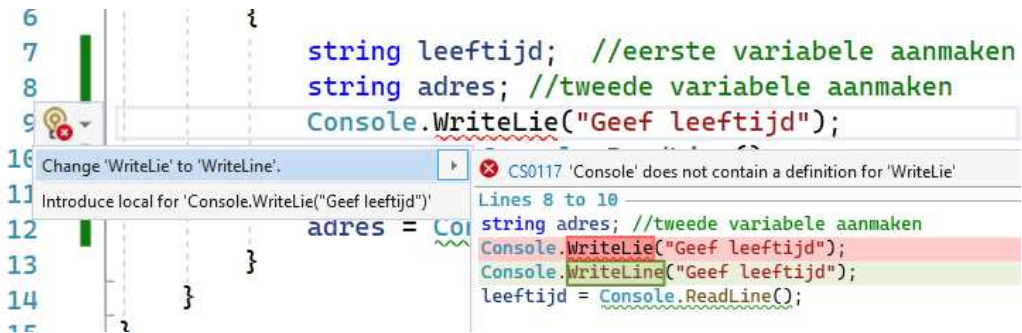 6 {
7 string leeftijd; //eerste variabele aanmaken
8 string adres; //tweede variabele aanmaken
9 Console.WriteLie("Geef leeftijd");
10
Change 'WriteLie' to 'WriteLine'.
CS0117 'Console' does not contain a definition for 'WriteLie'
11
Introduce local for 'Console.WriteLie("Geef leeftijd")'
Lines 8 to 10
12 adres = Co
string adres; //tweede variabele aanmaken
Console.WriteLie("Geef leeftijd");
13 }
Console.WriteLine("Geef leeftijd");
14 }
leeftijd = Console.ReadLine();
15 }